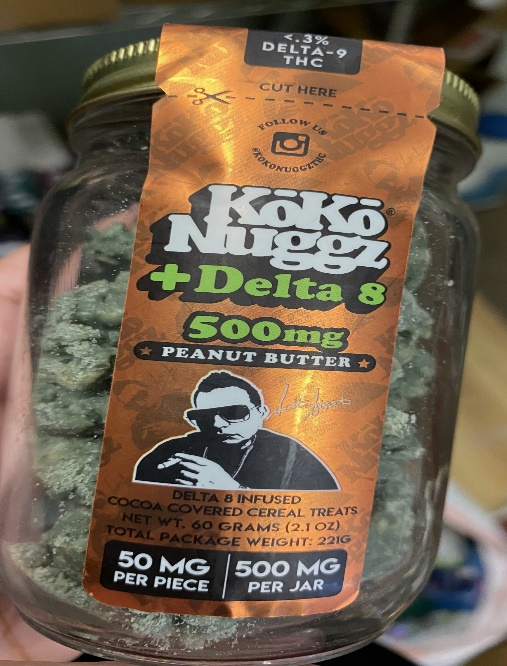 <.3%
DELTA-9
THC
CUT HERE
FOLLOW US
@KOKONUGGZTHC
KōKō
Nuggz®
+Delta 8
500mg
★ PEANUT BUTTER ★
DELTA 8 INFUSED
COCOA COVERED CEREAL TREATS
NET WT. 60 GRAMS (2.1 OZ)
TOTAL PACKAGE WEIGHT: 221G
50 MG
PER PIECE
500 MG
PER JAR